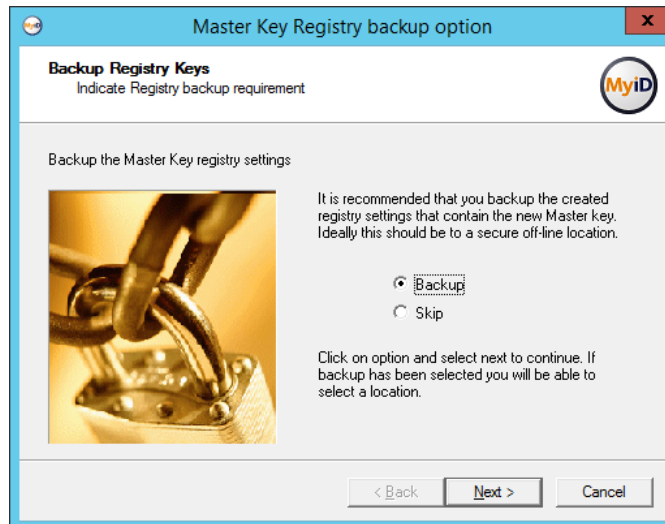 MyiD
Master Key Registry backup option
x
Backup Registry Keys
Indicate Registry backup requirement
MyiD
Backup the Master Key registry settings
It is recommended that you backup the created
registry settings that contain the new Master key.
Ideally this should be to a secure off-line location.
Backup
Skip
Click on option and select next to continue. If
backup has been selected you will be able to
select a location.
< Back
Next >
Cancel